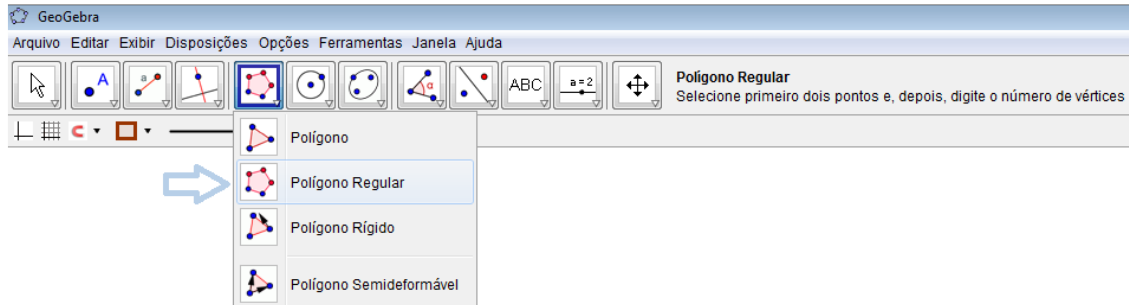 GeoGebra
Arquivo Editar Exibir Disposições Opções Ferramentas Janela Ajuda
A
a
α
ABC
a=2
Polígono Regular
Selecione primeiro dois pontos e, depois, digite o número de vértices
Polígono
Polígono Regular
Polígono Rígido
Polígono Semideformável